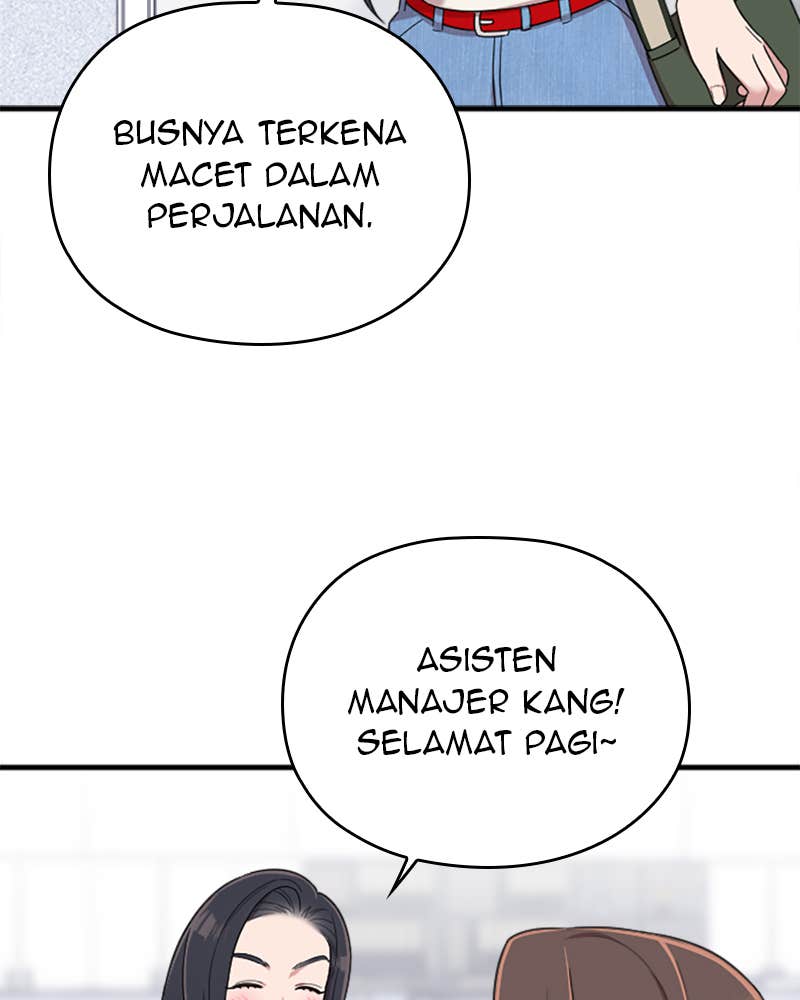 BUSNYA TERKENA
MACET DALAM
PERJALANAN.
ASISTEN
MANAJER KANG!
SELAMAT PAGI~